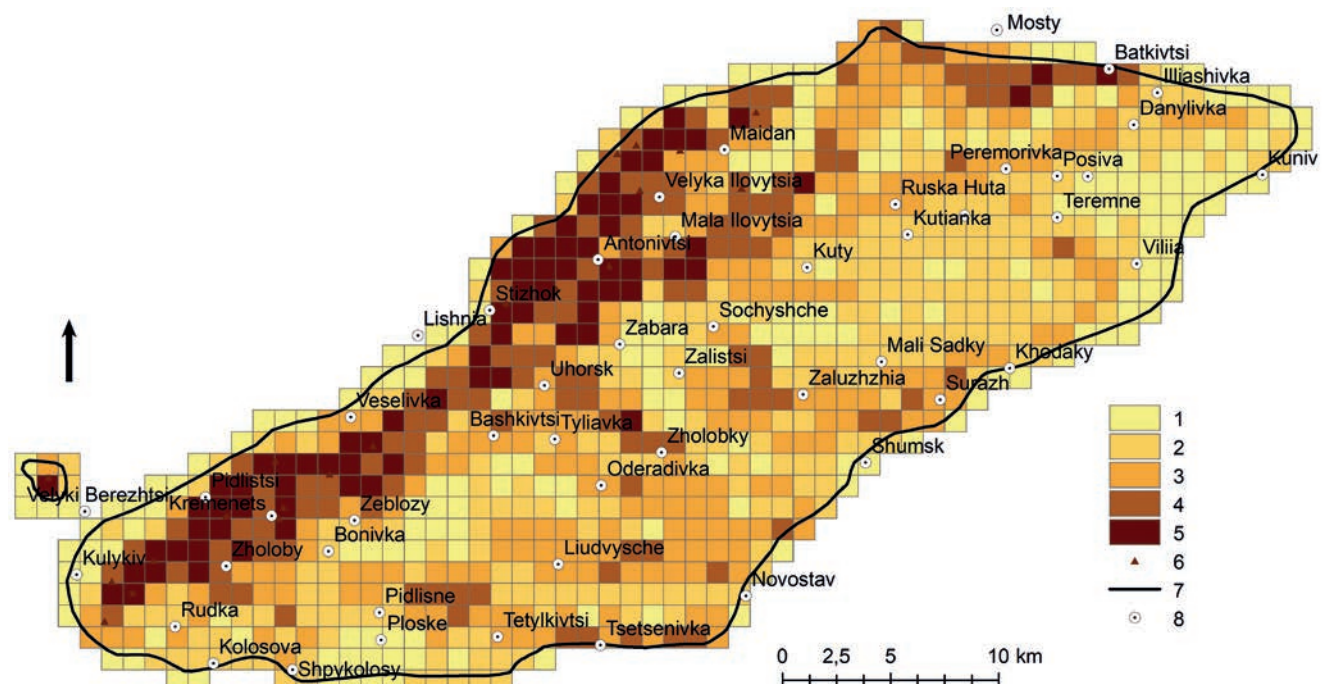 Mosty
Batkivtsi
Illiashivka
Danylivka
Maidan
Peremorivka
Posiva
Kuniv
Velyka Ilovytsia
Ruska Huta
Teremne
Mala Ilovytsia
Kutianka
Antonivtsi
Kuty
Viliia
Stizhok
Sochyshche
Lishnia
Zabara
Mali Sadky
Khodaky
Uhorsk
Zalistsi
Zaluzhzhia
Surazh
Veselivka
Bashkivtsi
Tyliavka
1
Zholobky
2
Shumsk
Oderadivka
3
Velyki Berezhtsi
Pidlistsi
Kremenets
Zeblozy
4
Bonivka
5
Kulykiv
Zholoby
Liudvysche
6
Novostav
7
Pidlisne
Rudka
Ploske
Tetylkivtsi
Tsetsenivka
8
Kolosova
Shpykolosy
0 2,5 5 10 km